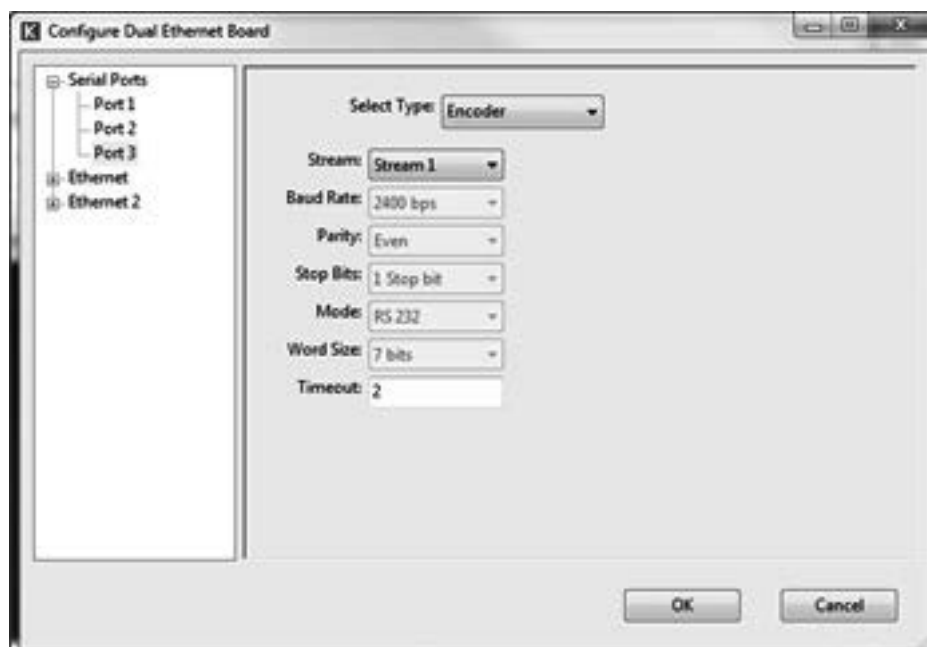 K Configure Dual Ethernet Board
Serial Ports
Port 1
Port 2
Port 3
Ethernet
Ethernet 2
Select Type: Encoder
Stream: Stream 1
Baud Rate: 2400 bps
Parity: Even
Stop Bits: 1 Stop bit
Mode: RS 232
Word Size: 7 bits
Timeout: 2
OK Cancel